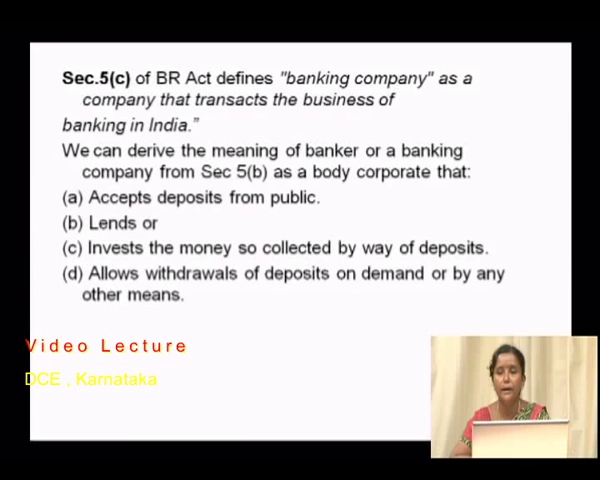 Sec.5(c) of BR Act defines "banking company" as a
company that transacts the business of
banking in India."
We can derive the meaning of banker or a banking
company from Sec 5(b) as a body corporate that:
(a) Accepts deposits from public.
(b) Lends or
(c) Invests the money so collected by way of deposits.
(d) Allows withdrawals of deposits on demand or by any
other means.
Video Lecture
DCE , Karnataka